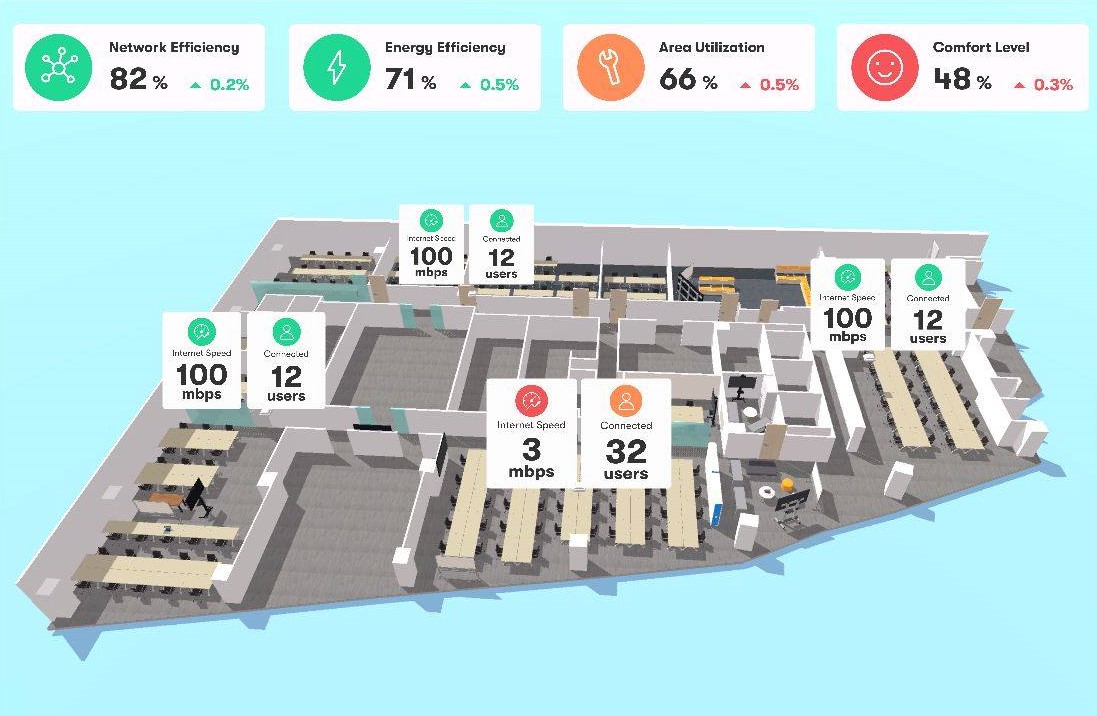 Network Efficiency
82 % ▲ 0.2%
Energy Efficiency
71 % ▲ 0.5%
Area Utilization
66 % ▲ 0.5%
Comfort Level
48 % ▲ 0.3%
Internet Speed
100
mbps
Connected
12
users
Internet Speed
100
mbps
Connected
12
users
Internet Speed
100
mbps
Connected
12
users
Internet Speed
3
mbps
Connected
32
users